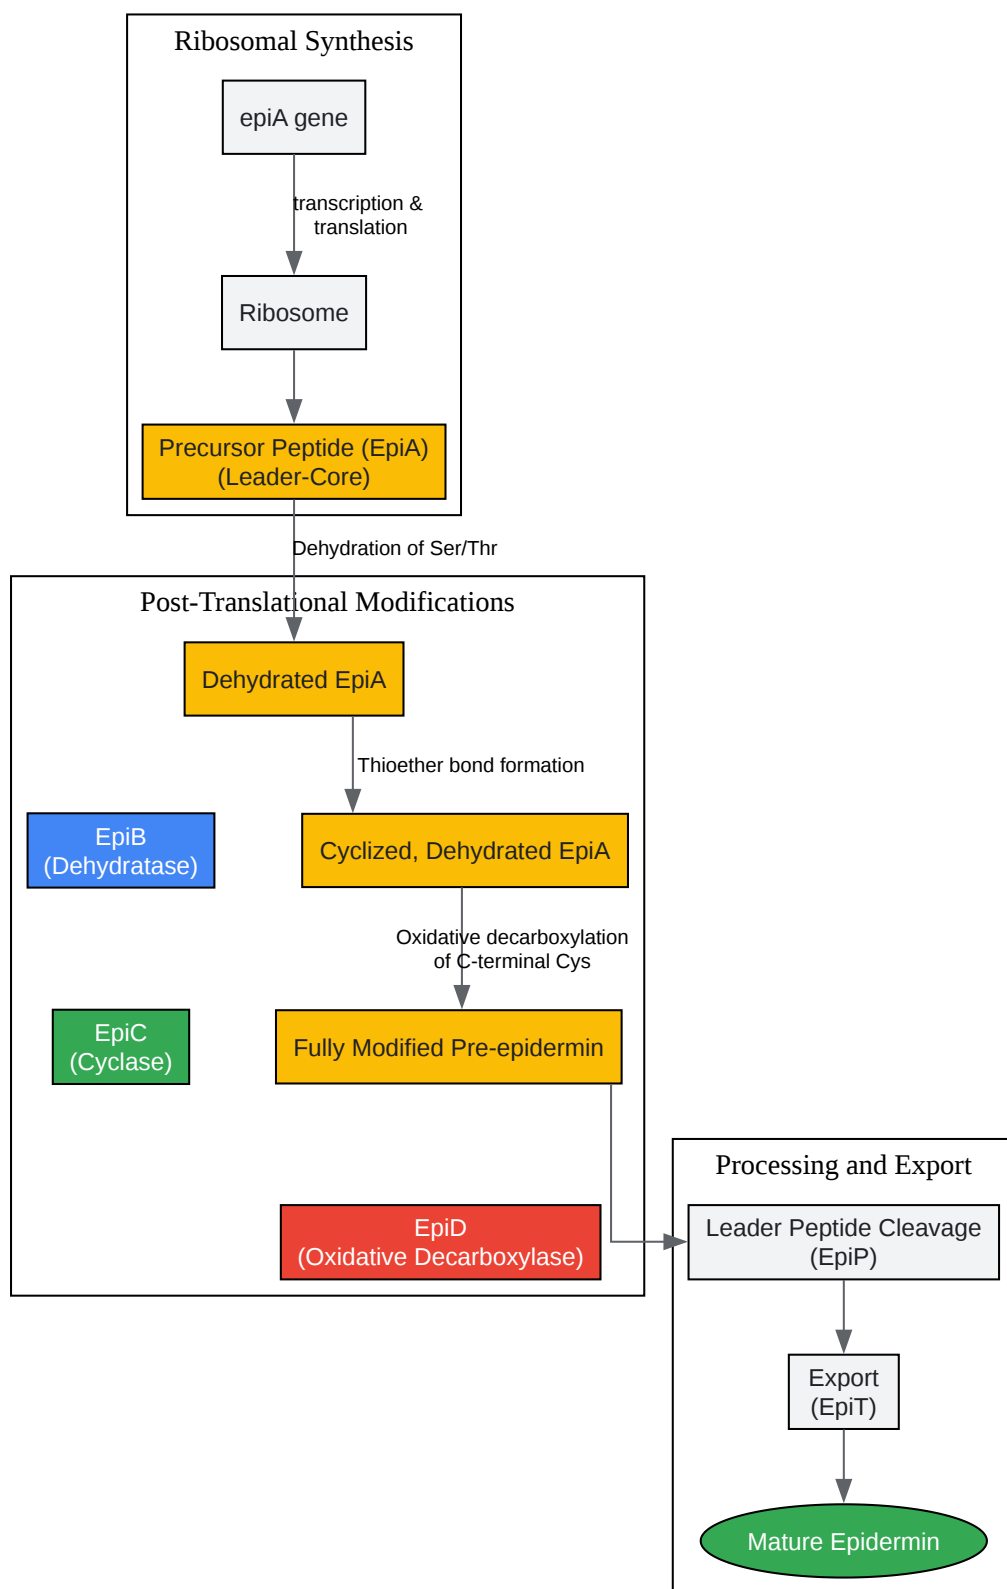 Ribosomal Synthesis
epiA gene
transcription &
translation
Ribosome
Precursor Peptide (EpiA)
(Leader-Core)
Dehydration of Ser/Thr
Post-Translational Modifications
Dehydrated EpiA
Thioether bond formation
EpiB
(Dehydratase)
Cyclized, Dehydrated EpiA
Oxidative decarboxylation
of C-terminal Cys
EpiC
(Cyclase)
Fully Modified Pre-epidermin
EpiD
(Oxidative Decarboxylase)
Processing and Export
Leader Peptide Cleavage
(EpiP)
Export
(EpiT)
Mature Epidermin